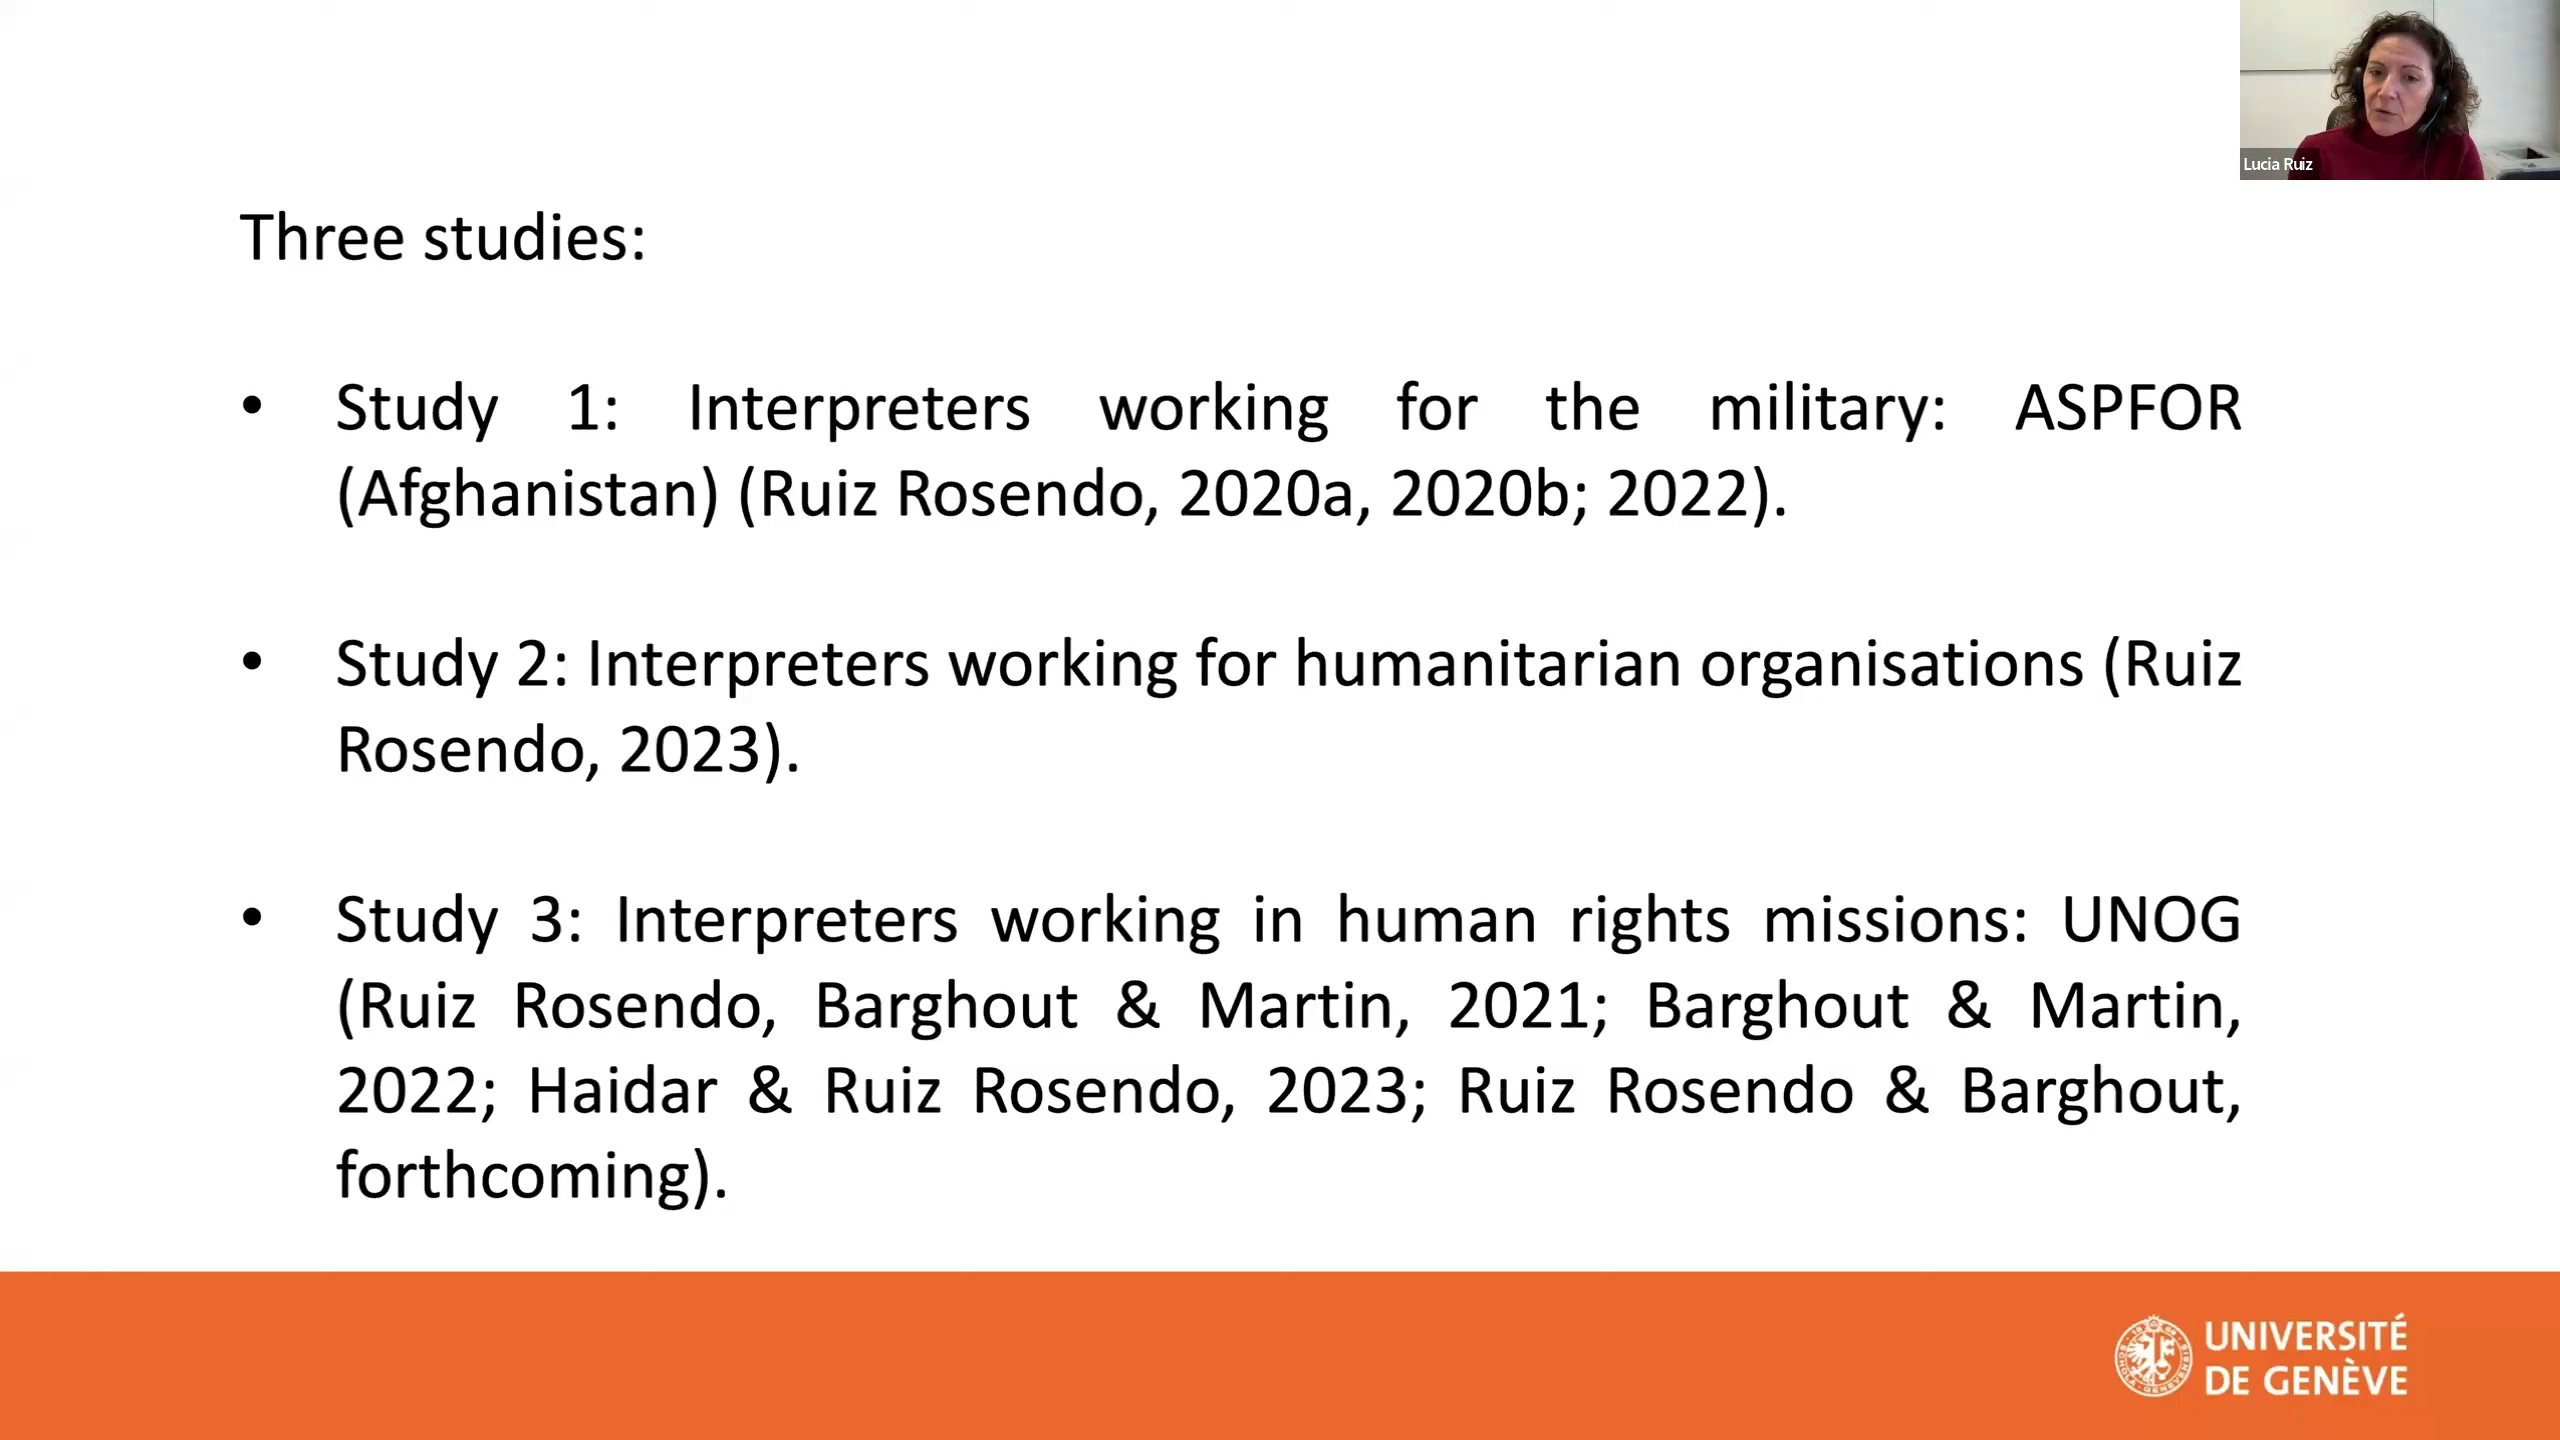 Lucia Ruiz
Three studies:
• Study 1: Interpreters working for the military: ASPFOR
(Afghanistan) (Ruiz Rosendo, 2020a, 2020b; 2022).
• Study 2: Interpreters working for humanitarian organisations (Ruiz
Rosendo, 2023).
• Study 3: Interpreters working in human rights missions: UNOG
(Ruiz Rosendo, Barghout & Martin, 2021; Barghout & Martin,
2022; Haidar & Ruiz Rosendo, 2023; Ruiz Rosendo & Barghout,
forthcoming).
UNIVERSITÉ
DE GENÈVE